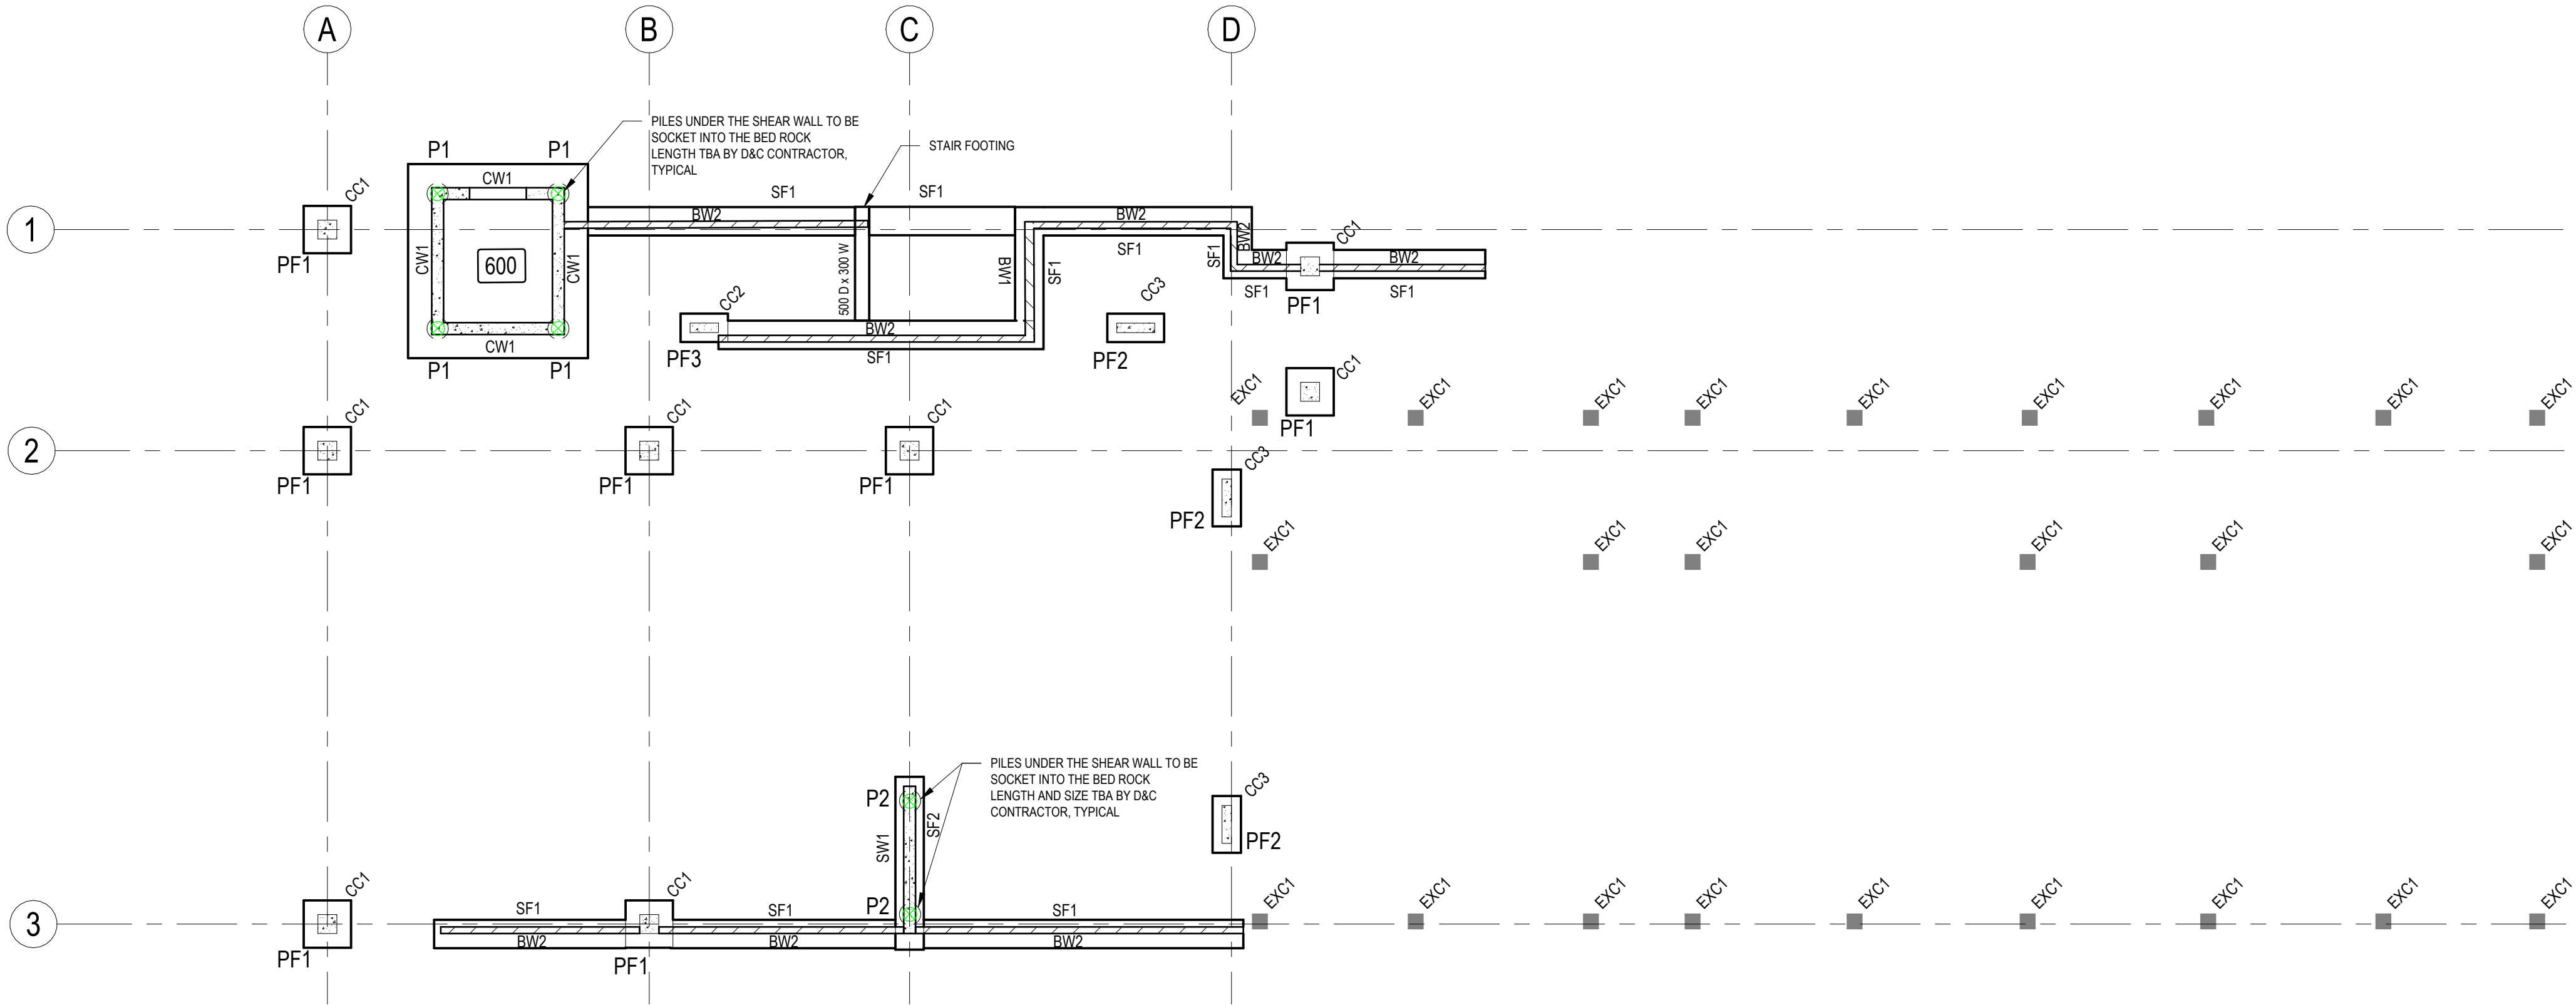 A
B
C
D
PILES UNDER THE SHEAR WALL TO BE
SOCKET INTO THE BED ROCK
LENGTH TBA BY D&C CONTRACTOR,
TYPICAL
STAIR FOOTING
P1
P1
CW1
CC1
SF1
SF1
1
BW2
BW2
BW2
CC1
PF1
CW1
600
CW1
500 D x 300 W
BW1
SF1
SF1
SF1
BW2
BW2
SF1
SF1
PF1
CC2
CC3
BW2
CW1
PF3
SF1
PF2
P1
P1
CC1
EXC1
EXC1
EXC1
EXC1
EXC1
EXC1
EXC1
EXC1
EXC1
PF1
CC1
CC1
CC1
2
PF1
PF1
PF1
CC3
PF2
EXC1
EXC1
EXC1
EXC1
EXC1
EXC1
PILES UNDER THE SHEAR WALL TO BE
SOCKET INTO THE BED ROCK
LENGTH AND SIZE TBA BY D&C
CONTRACTOR, TYPICAL
P2
SW1
SF2
CC3
PF2
CC1
CC1
P2
EXC1
EXC1
EXC1
EXC1
EXC1
EXC1
EXC1
EXC1
EXC1
SF1
SF1
SF1
3
BW2
BW2
BW2
PF1
PF1